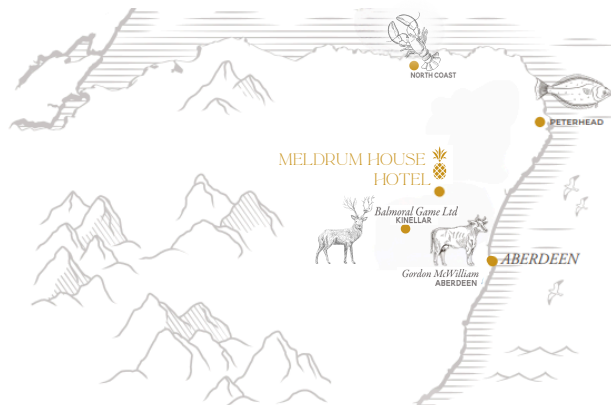 NORTH COAST
PETERHEAD
MELDRUM HOUSE
HOTEL
Balmoral Game Ltd
KINELLAR
ABERDEEN
Gordon McWilliam
ABERDEEN